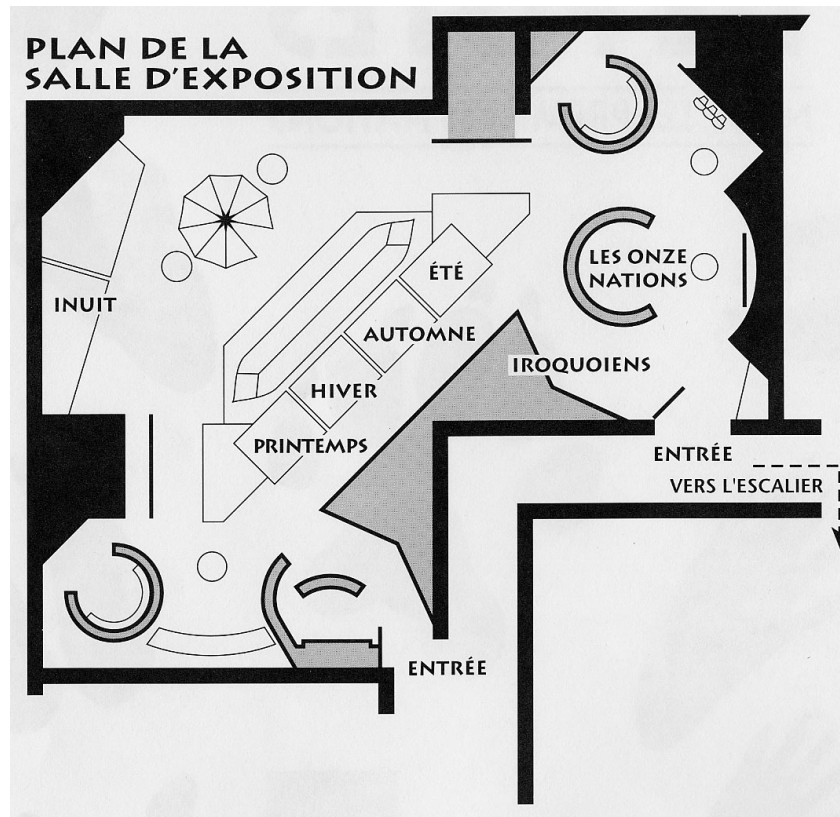 PLAN DE LA
SALLE D'EXPOSITION
LES ONZE
NATIONS
ÉTÉ
INUIT
AUTOMNE
IROQUOIENS
HIVER
PRINTEMPS
ENTRÉE
VERS L'ESCALIER
ENTRÉE